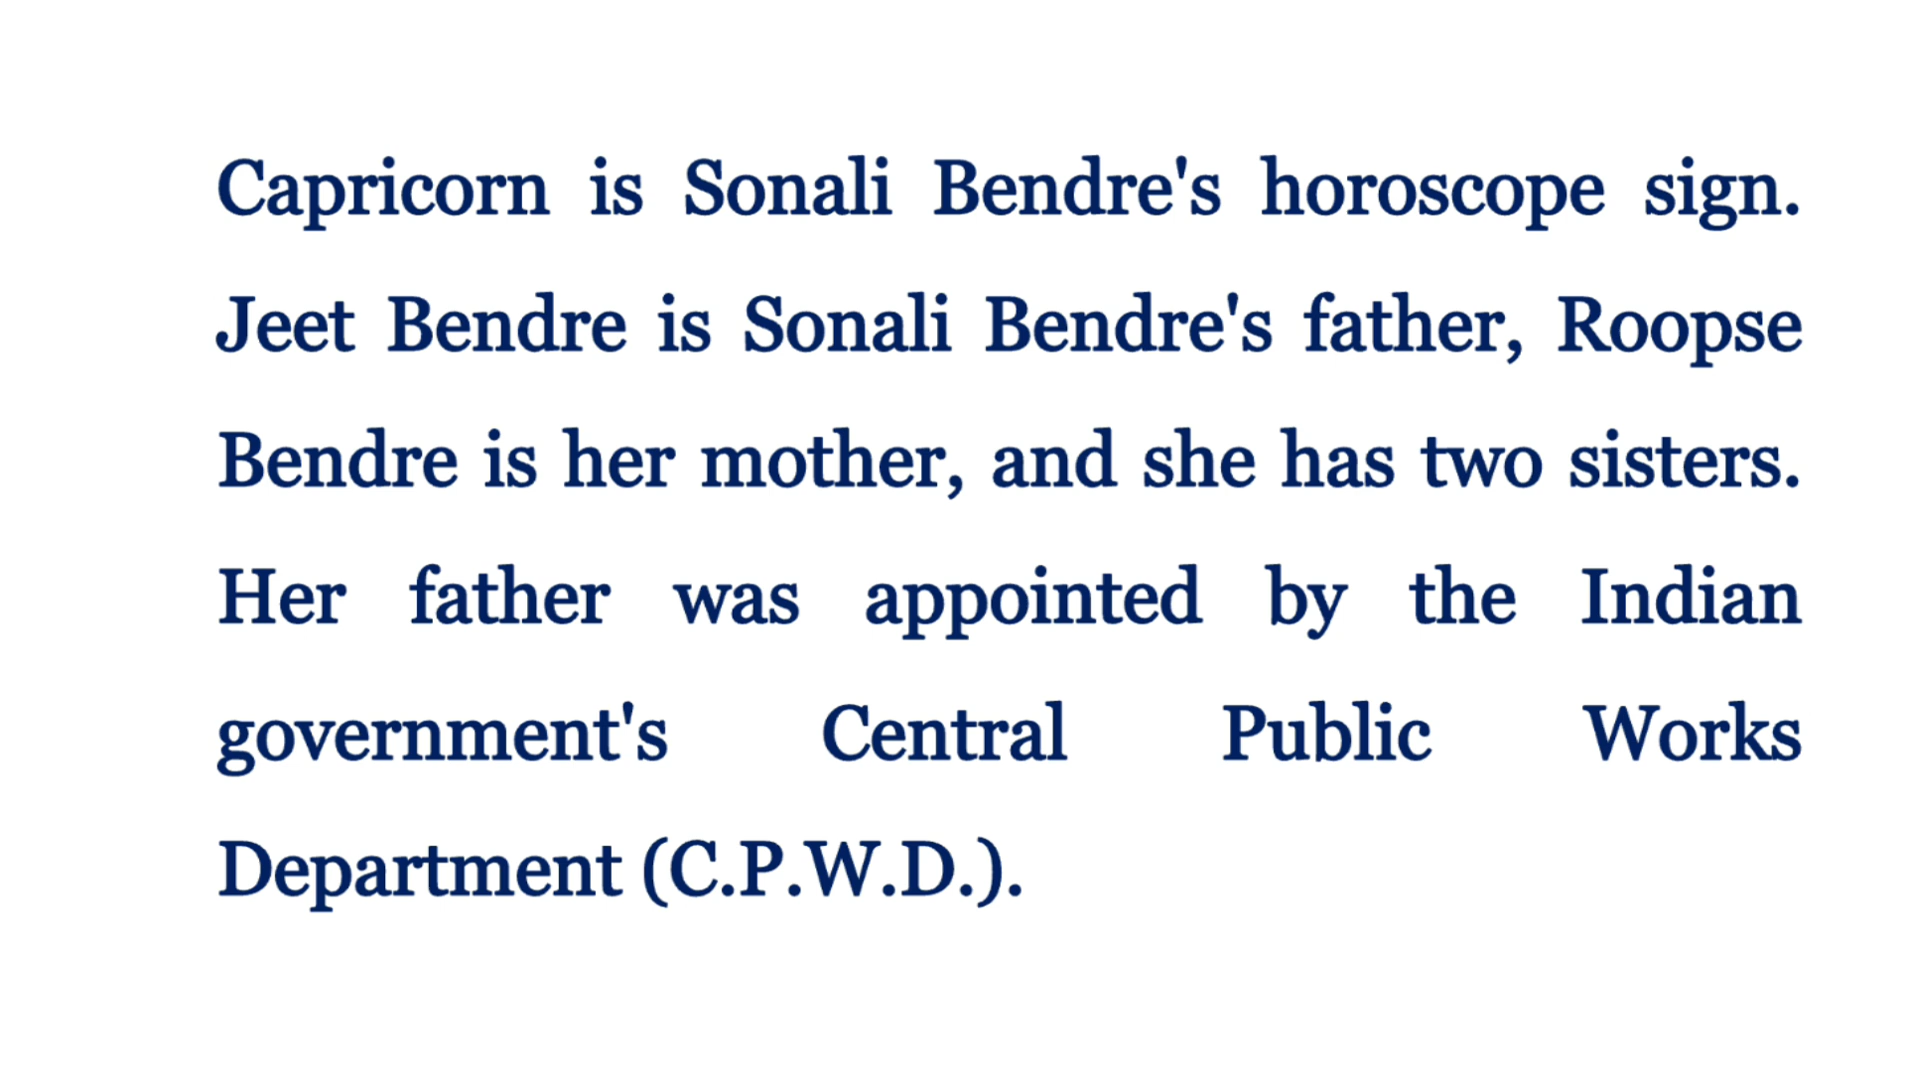 Capricorn is Sonali Bendre's horoscope sign.
Jeet Bendre is Sonali Bendre's father, Roopse
Bendre is her mother, and she has two sisters.
Her father was appointed by the Indian
government's Central Public Works
Department (C.P.W.D.).